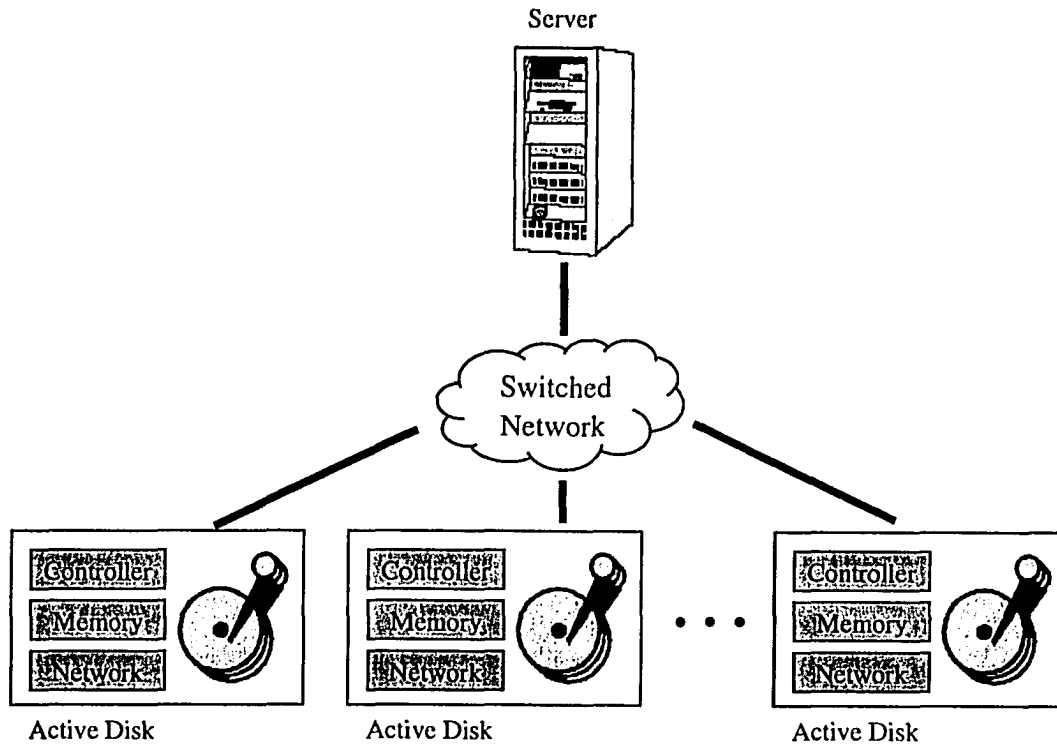 Server
Switched
Network
Controller
Memory
Network
Active Disk
Controller
Memory
Network
Active Disk
Controller
Memory
Network
Active Disk